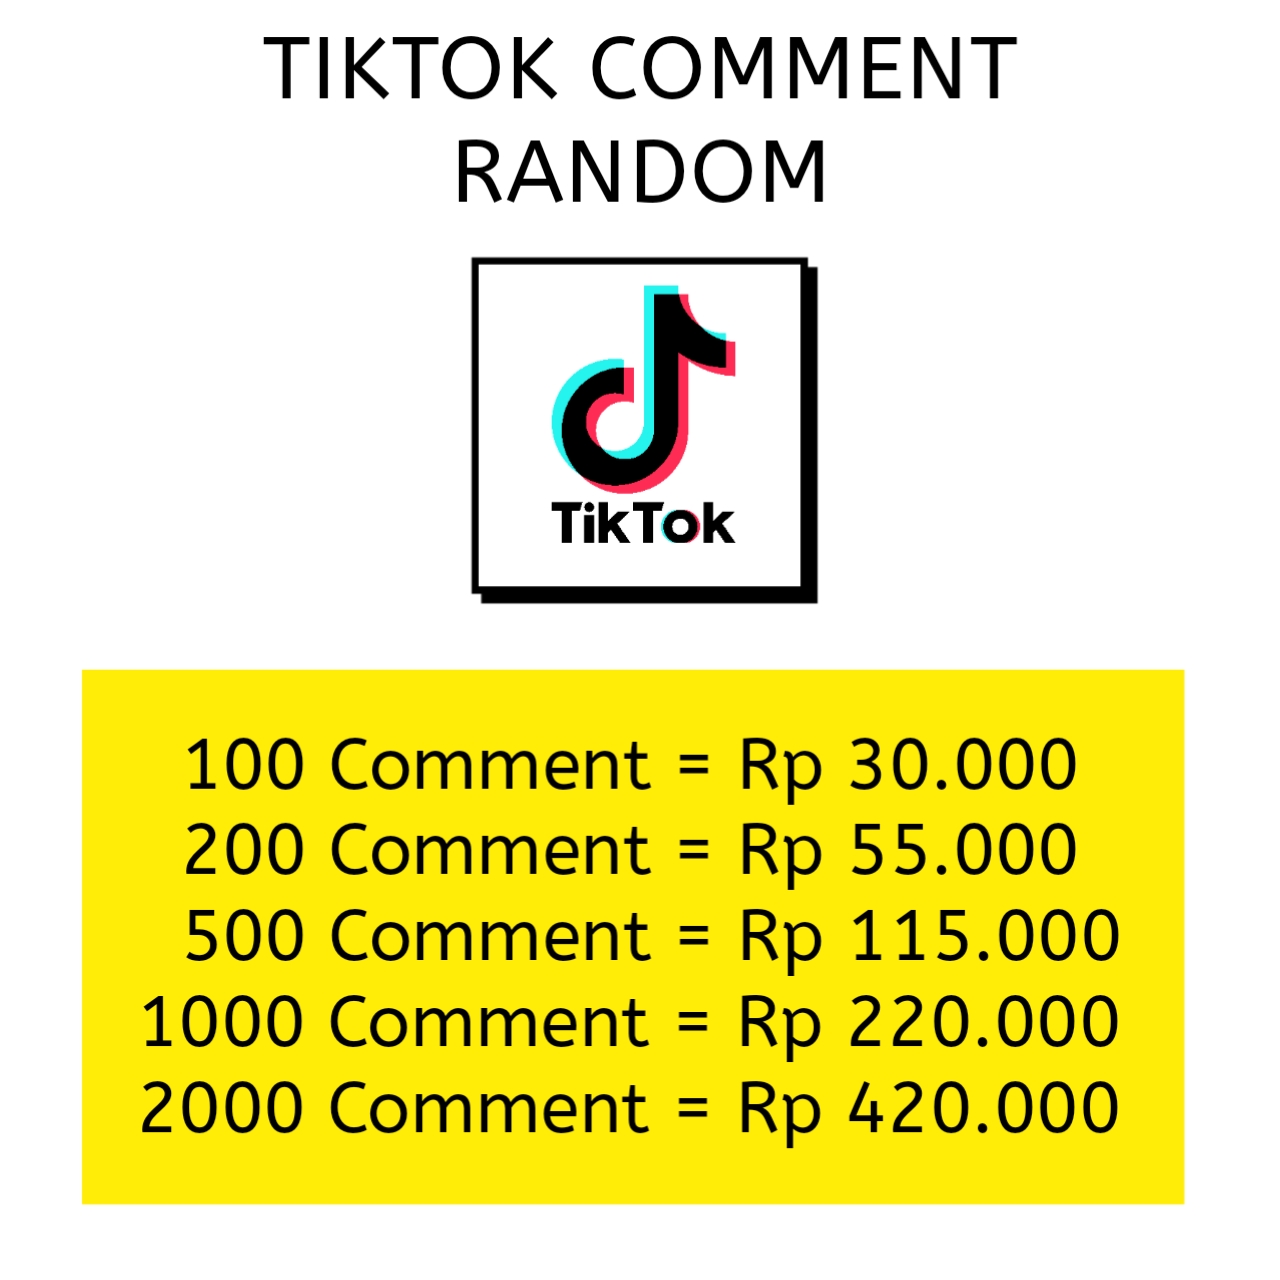 TIKTOK COMMENT
RANDOM
TikTok
100 Comment = Rp 30.000
200 Comment = Rp 55.000
500 Comment = Rp 115.000
1000 Comment = Rp 220.000
2000 Comment = Rp 420.000